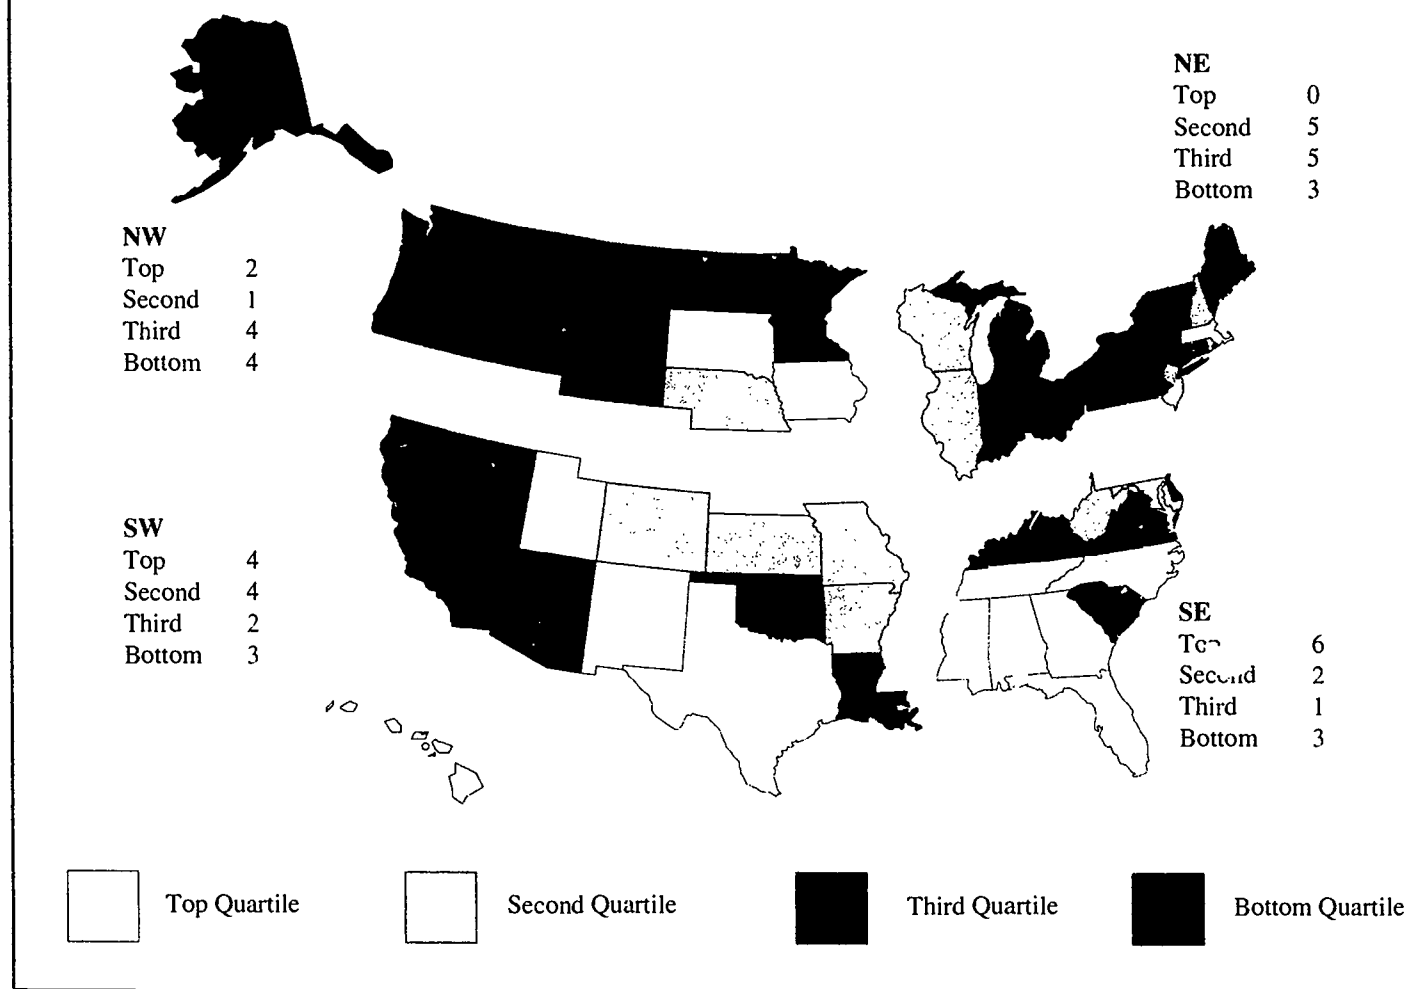 NE
Top 0
Second 5
Third 5
Bottom 3
NW
Top 2
Second 1
Third 4
Bottom 4
SW
Top 4
Second 4
Third 2
Bottom 3
SE
6
2
Third 1
Bottom 3
Top Quartile
Second Quartile
Third Quartile
Bottom Quartile